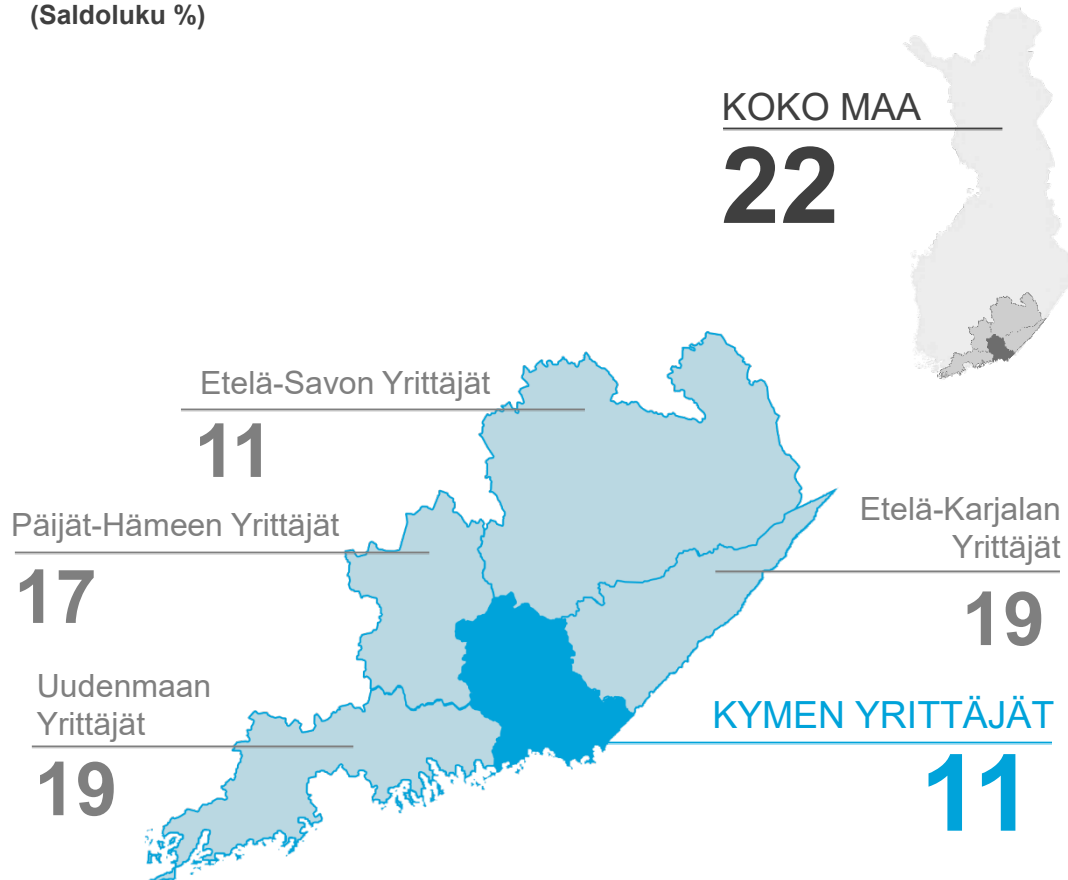 (Saldoluku %)
KOKO MAA
22
Etelä-Savon Yrittäjät
11
Päijät-Hämeen Yrittäjät
17
Etelä-Karjalan
Yrittäjät
19
Uudenmaan
Yrittäjät
19
KYMEN YRITTÄJÄT
11